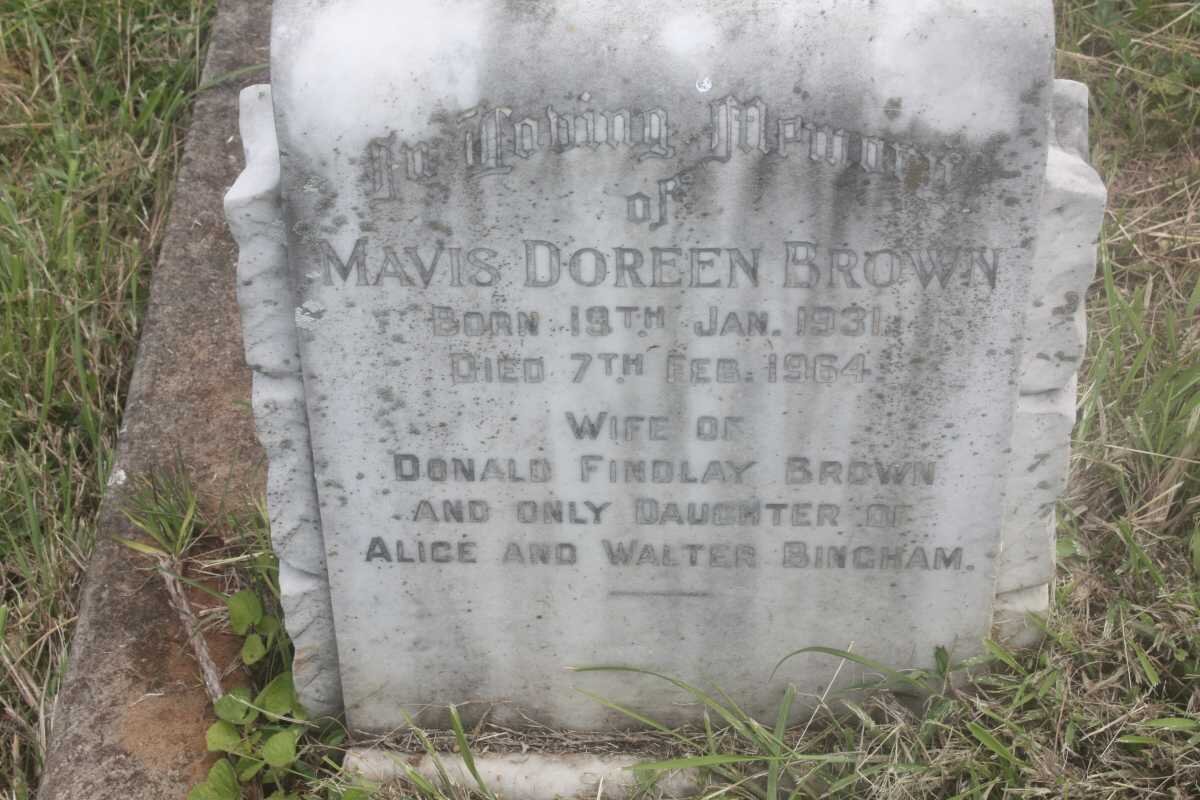 In Loving Memory
of
MAVIS DOREEN BROWN
BORN 19TH JAN. 1931.
DIED 7TH FEB. 1964
WIFE OF
DONALD FINDLAY BROWN
AND ONLY DAUGHTER OF
ALICE AND WALTER BINGHAM.